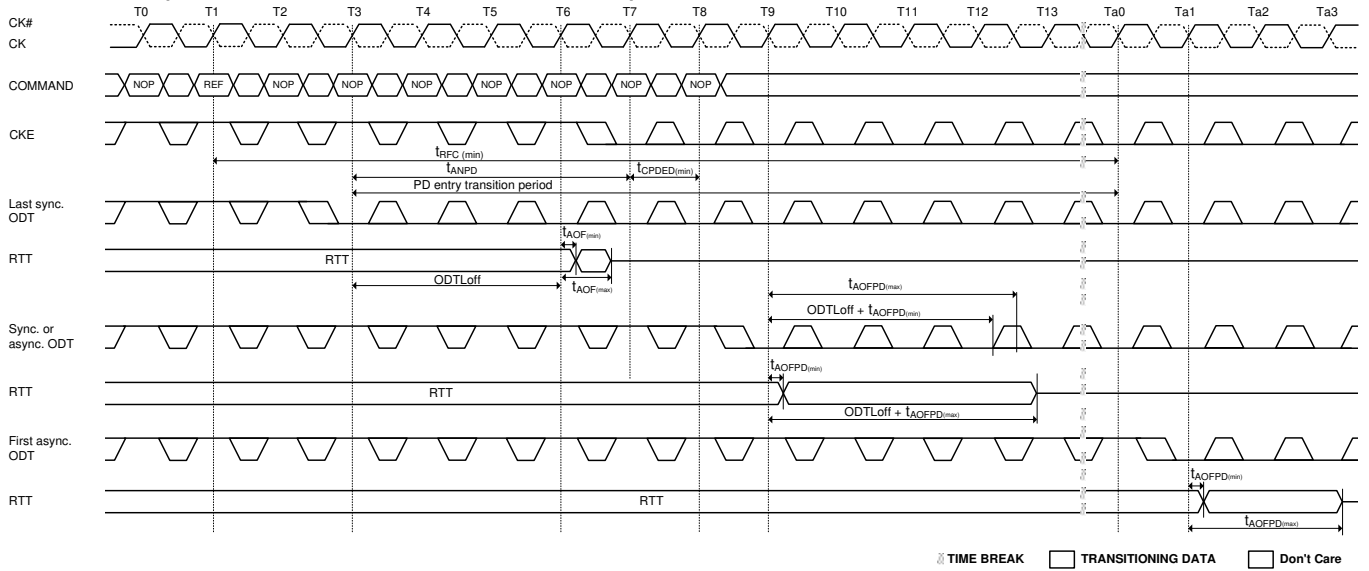 T0 T1 T2 T3 T4 T5 T6 T7 T8 T9 T10 T11 T12 T13 Ta0 Ta1 Ta2 Ta3
CK#
CK
COMMAND NOP REF NOP NOP NOP NOP NOP NOP NOP
CKE
tRFC (min)
tANPD tCPDED(min)
PD entry transition period
Last sync.
ODT
tAOF(min)
RTT RTT
ODTLoff tAOF(max)
tAOFPD(max)
ODTLoff + tAOFPD(min)
Sync. or
async. ODT
tAOFPD(min)
RTT RTT
ODTLoff + tAOFPD(max)
First async.
ODT
tAOFPD(min)
RTT RTT
tAOFPD(max)
TIME BREAK TRANSITIONING DATA Don't Care